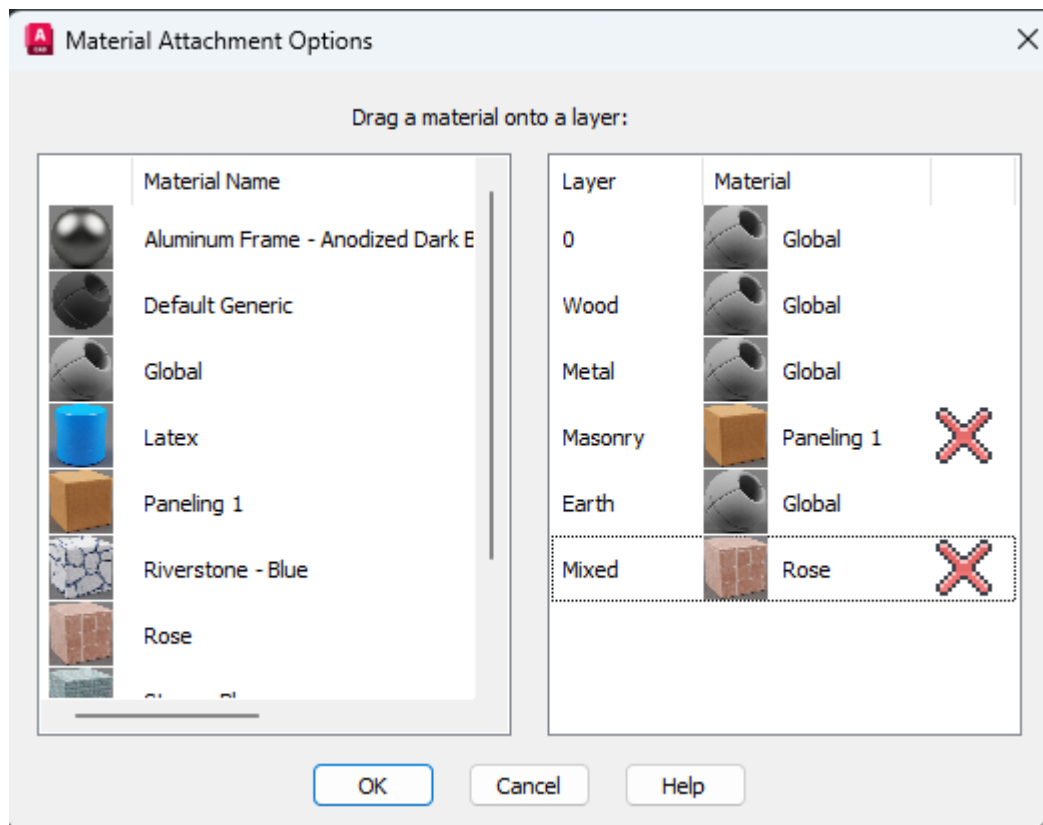 A
CAD
Material Attachment Options
Drag a material onto a layer:
Material Name
Aluminum Frame - Anodized Dark B
Default Generic
Global
Latex
Paneling 1
Riverstone - Blue
Rose
Layer Material
0 Global
Wood Global
Metal Global
Masonry Paneling 1
Earth Global
Mixed Rose
OK Cancel Help